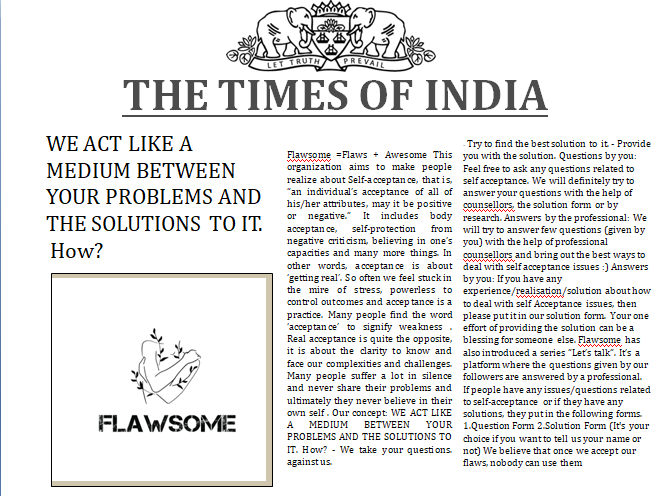 LET TRUTH PREVAIL
THE TIMES OF INDIA
WE ACT LIKE A
MEDIUM BETWEEN
YOUR PROBLEMS AND
THE SOLUTIONS TO IT.
How?
FLAWSOME
Flawsome =Flaws + Awesome This
organization aims to make people
realize about Self-acceptance, that is,
“an individual’s acceptance of all of
his/her attributes, may it be positive
or negative.” It includes body
acceptance, self-protection from
negative criticism, believing in one’s
capacities and many more things. In
other words, acceptance is about
‘getting real’. So often we feel stuck in
the mire of stress, powerless to
control outcomes and acceptance is a
practice. Many people find the word
‘acceptance’ to signify weakness .
Real acceptance is quite the opposite,
it is about the clarity to know and
face our complexities and challenges.
Many people suffer a lot in silence
and never share their problems and
ultimately they never believe in their
own self . Our concept: WE ACT LIKE
A MEDIUM BETWEEN YOUR
PROBLEMS AND THE SOLUTIONS TO
IT. How? - We take your questions.
against us.
- Try to find the best solution to it. - Provide
you with the solution. Questions by you:
Feel free to ask any questions related to
self acceptance. We will definitely try to
answer your questions with the help of
counsellors, the solution form or by
research. Answers by the professional: We
will try to answer few questions (given by
you) with the help of professional
counsellors and bring out the best ways to
deal with self acceptance issues :) Answers
by you: If you have any
experience/realisation/solution about how
to deal with self Acceptance issues, then
please put it in our solution form. Your one
effort of providing the solution can be a
blessing for someone else. Flawsome has
also introduced a series “Let’s talk”. It’s a
platform where the questions given by our
followers are answered by a professional.
If people have any issues/questions related
to self-acceptance or if they have any
solutions, they put in the following forms.
1.Question Form 2.Solution Form (It’s your
choice if you want to tell us your name or
not) We believe that once we accept our
flaws, nobody can use them